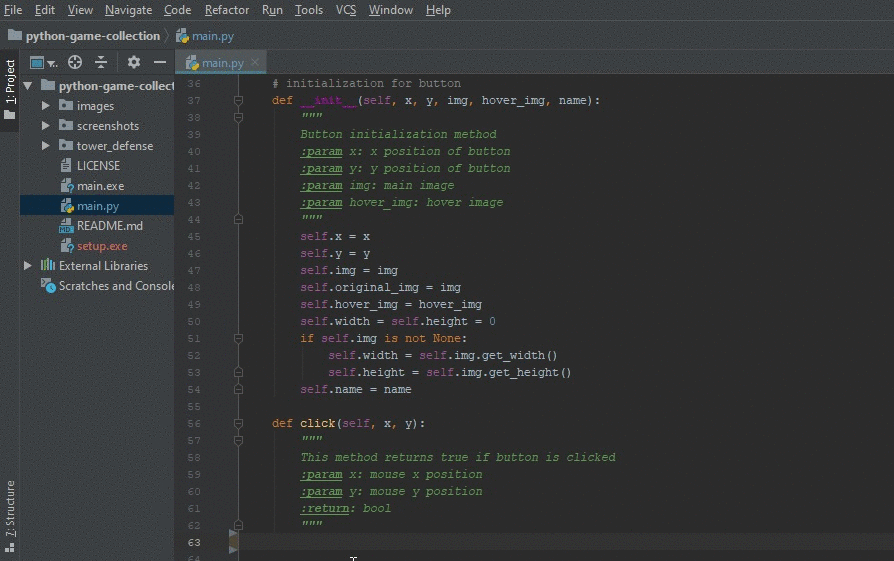 File Edit View Navigate Code Refactor Run Tools VCS Window Help
python-game-collection main.py
1: Project
main.py
python-game-collect
images
screenshots
tower_defense
LICENSE
main.exe
main.py
README.md
setup.exe
External Libraries
Scratches and Console
7: Structure
36 # initialization for button
37 def __init__(self, x, y, img, hover_img, name):
38 """
39 Button initialization method
40 :param x: x position of button
41 :param y: y position of button
42 :param img: main image
43 :param hover_img: hover image
44 """
45 self.x = x
46 self.y = y
47 self.img = img
48 self.original_img = img
49 self.hover_img = hover_img
50 self.width = self.height = 0
51 if self.img is not None:
52 self.width = self.img.get_width()
53 self.height = self.img.get_height()
54 self.name = name
55
56 def click(self, x, y):
57 """
58 This method returns true if button is clicked
59 :param x: mouse x position
60 :param y: mouse y position
61 :return: bool
62 """
63
64